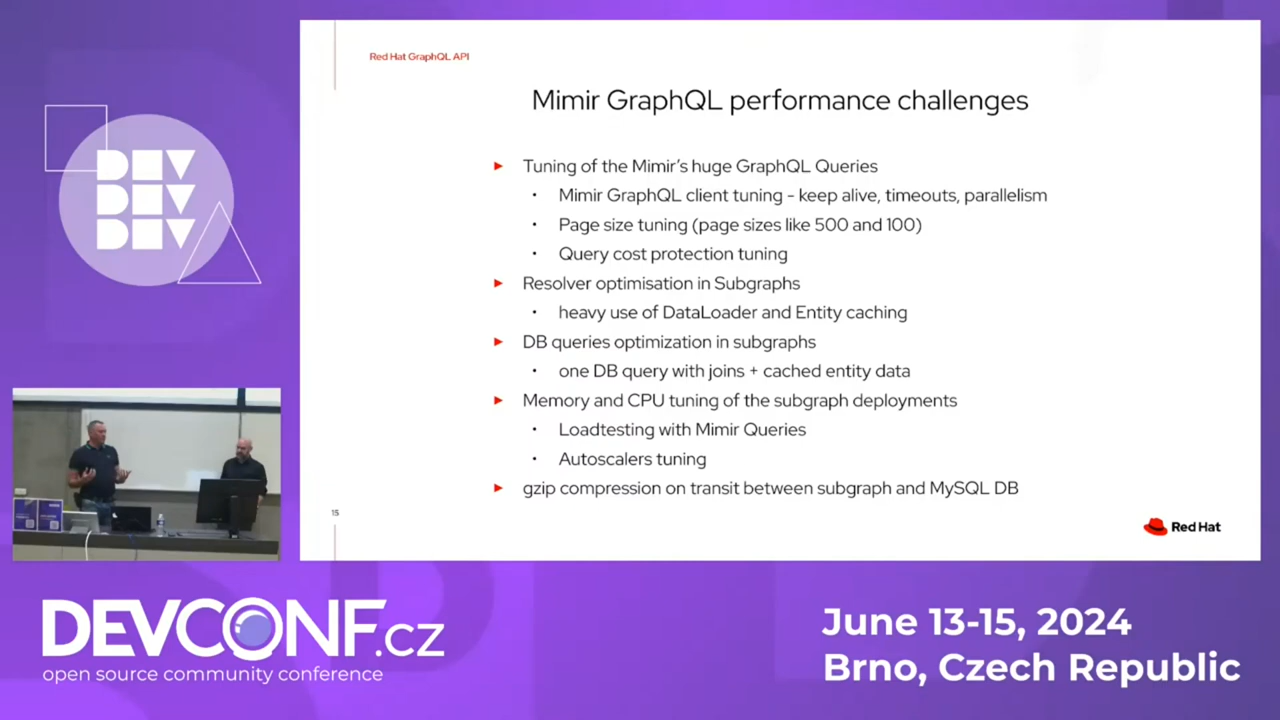 Red Hat GraphQL API
Mimir GraphQL performance challenges
Tuning of the Mimir's huge GraphQL Queries
Mimir GraphQL client tuning - keep alive, timeouts, parallelism
Page size tuning (page sizes like 500 and 100)
Query cost protection tuning
Resolver optimisation in Subgraphs
heavy use of DataLoader and Entity caching
DB queries optimization in subgraphs
one DB query with joins + cached entity data
Memory and CPU tuning of the subgraph deployments
Loadtesting with Mimir Queries
Autoscalers tuning
gzip compression on transit between subgraph and MySQL DB
15
Red Hat
DEV
DEV
DEV
DEVCONF.cz
open source community conference
June 13-15, 2024
Brno, Czech Republic